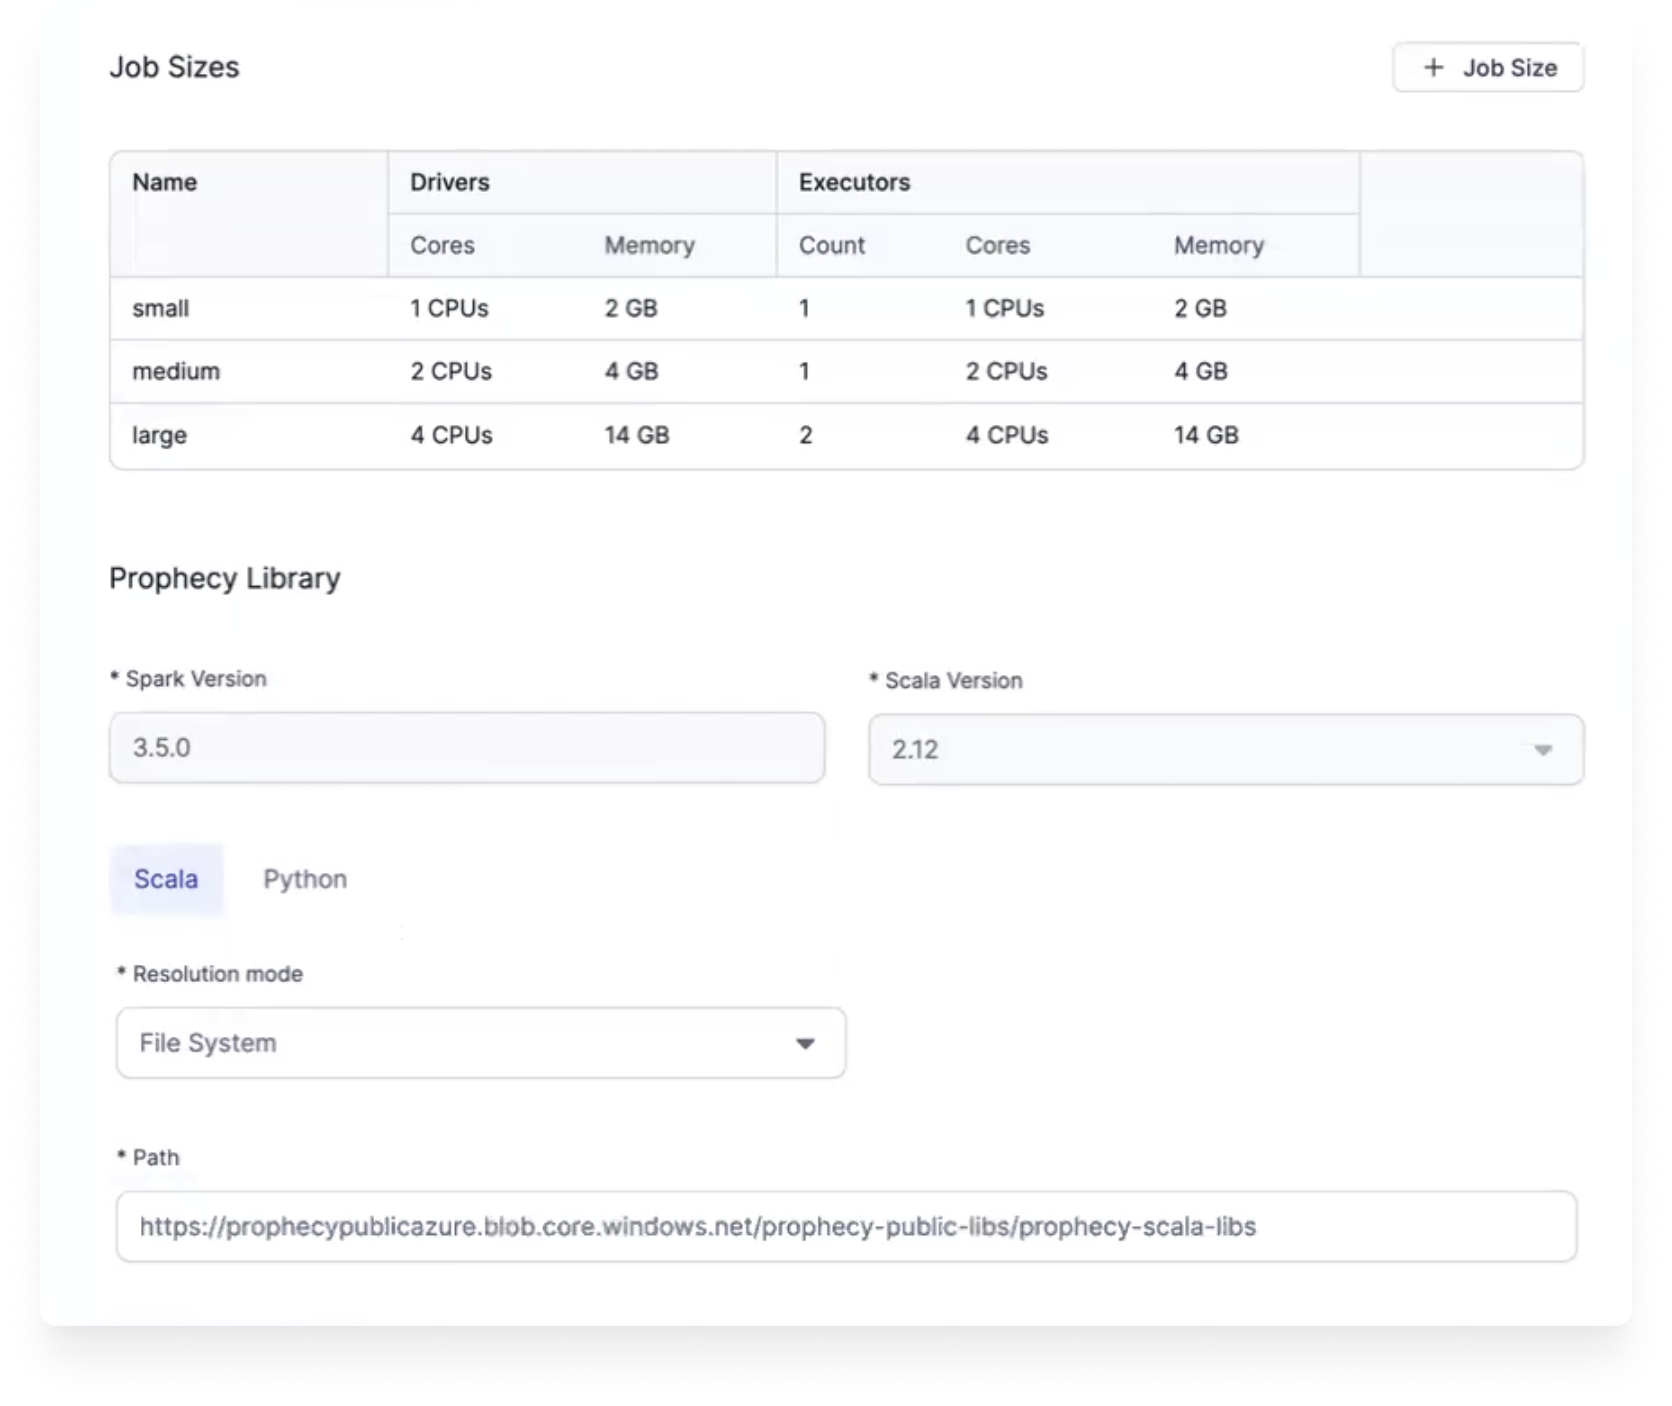 Job Sizes
+ Job Size
Name Drivers Executors
Cores Memory Count Cores Memory
small 1 CPUs 2 GB 1 1 CPUs 2 GB
medium 2 CPUs 4 GB 1 2 CPUs 4 GB
large 4 CPUs 14 GB 2 4 CPUs 14 GB
Prophecy Library
* Spark Version * Scala Version
3.5.0 2.12
Scala Python
* Resolution mode
File System
* Path
https://prophecypublicazure.blob.core.windows.net/prophecy-public-libs/prophecy-scala-libs